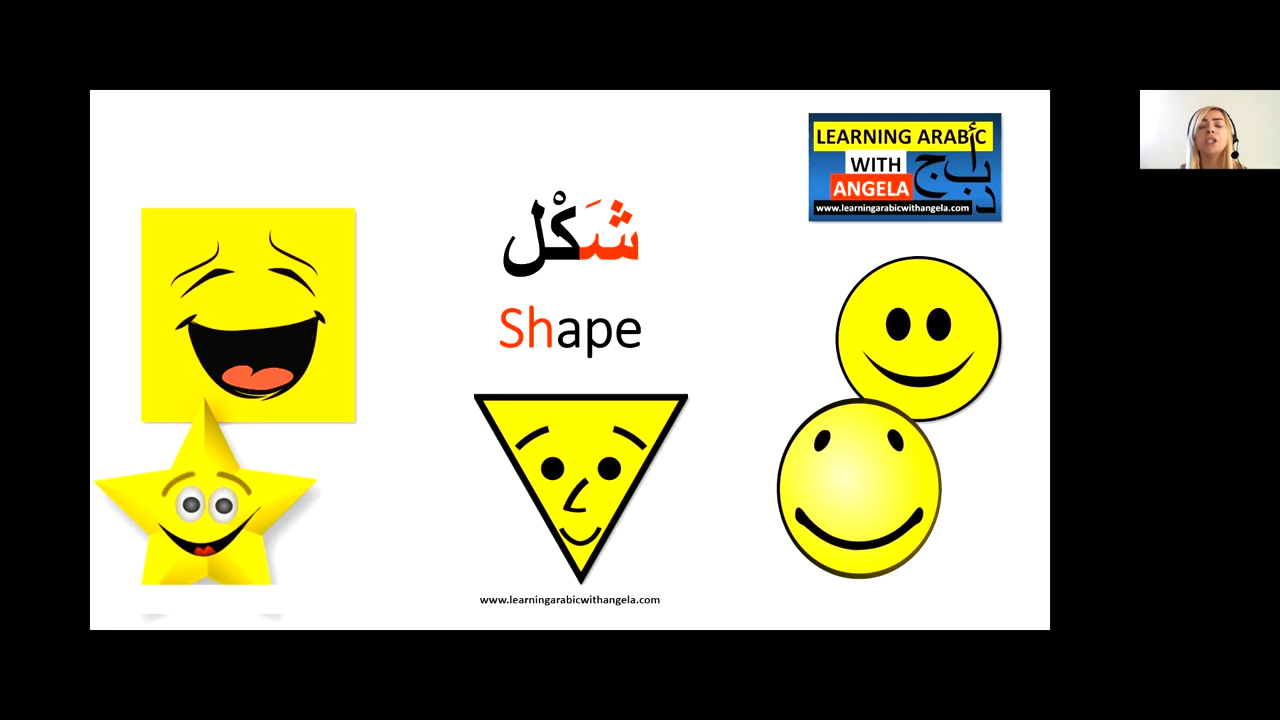 LEARNING ARABIC
WITH
ANGELA
أ ب ج د
www.learningarabicwithangela.com
شَكْل
Shape
www.learningarabicwithangela.com